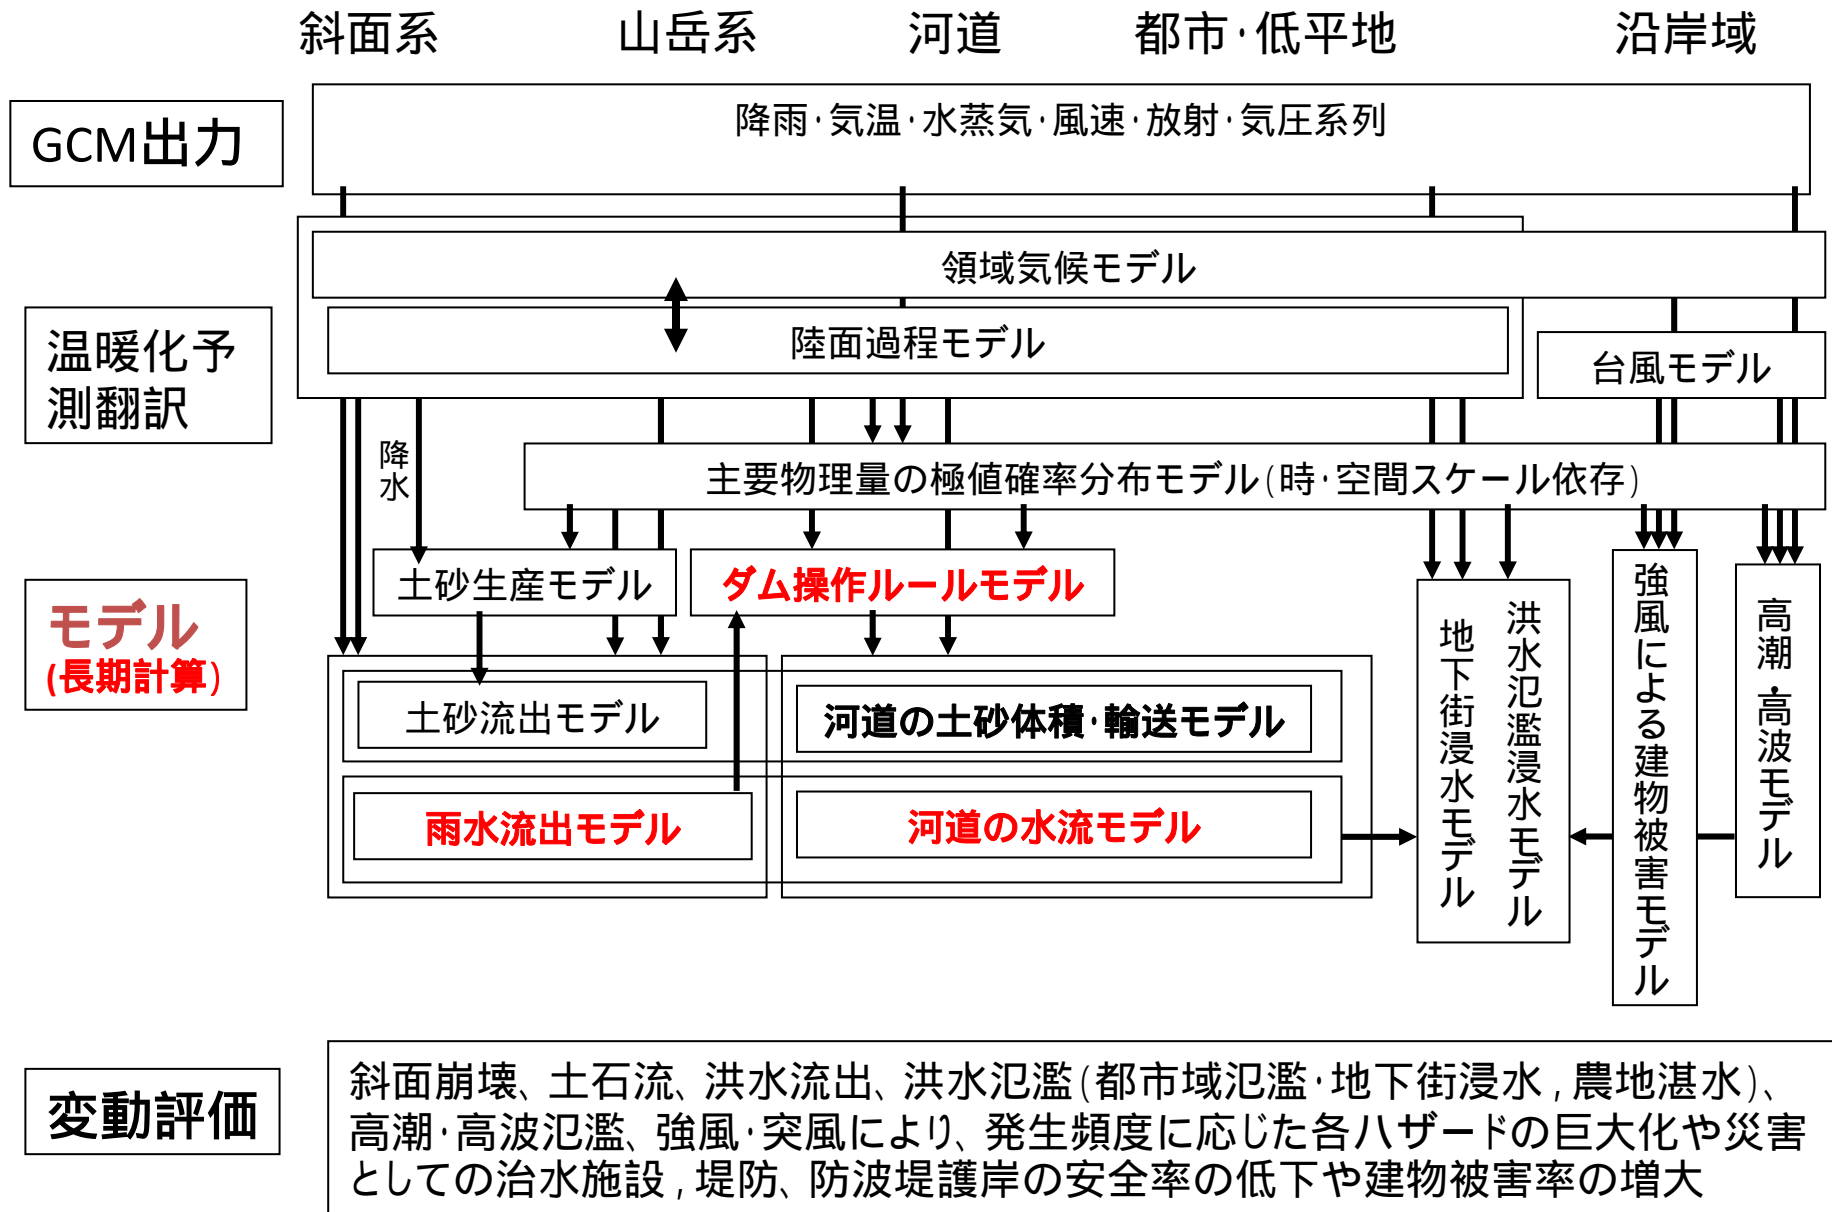 斜面系 山岳系 河道 都市・低平地 沿岸域
GCM出力
降雨・気温・水蒸気・風速・放射・気圧系列
領域気候モデル
温暖化予
測翻訳
陸面過程モデル
台風モデル
降水
主要物理量の極値確率分布モデル(時・空間スケール依存)
モデル
(長期計算)
土砂生産モデル
ダム操作ルールモデル
土砂流出モデル
河道の土砂体積・輸送モデル
雨水流出モデル
河道の水流モデル
地下街浸水モデル
洪水氾濫浸水モデル
強風による建物被害モデル
高潮・高波モデル
変動評価
斜面崩壊、土石流、洪水流出、洪水氾濫(都市域氾濫・地下街浸水,農地湛水)、
高潮・高波氾濫、強風・突風により、発生頻度に応じた各ハザードの巨大化や災害
としての治水施設,堤防、防波堤護岸の安全率の低下や建物被害率の増大